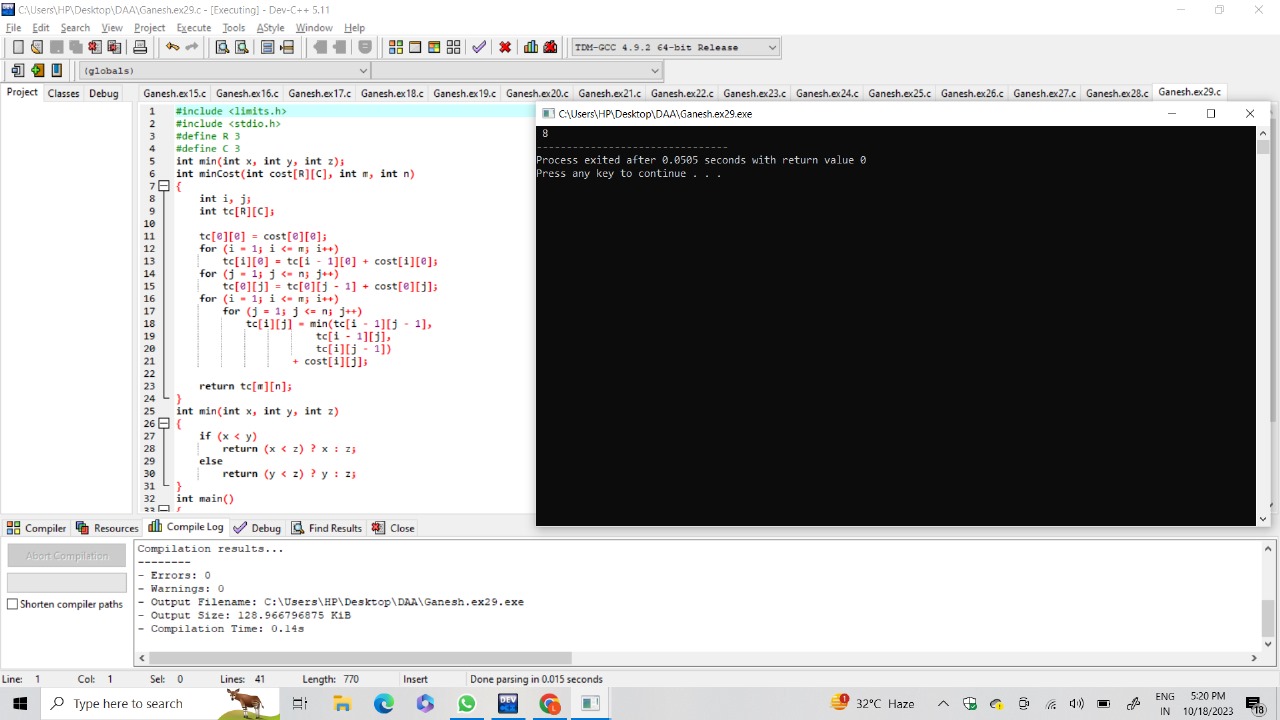 C:\Users\HP\Desktop\DAA\Ganesh.ex29.c - [Executing] - Dev-C++ 5.11
File Edit Search View Project Execute Tools AStyle Window Help
TDM-GCC 4.9.2 64-bit Release
(globals)
Project Classes Debug
Ganesh.ex15.c Ganesh.ex16.c Ganesh.ex17.c Ganesh.ex18.c Ganesh.ex19.c Ganesh.ex20.c Ganesh.ex21.c Ganesh.ex22.c Ganesh.ex23.c Ganesh.ex24.c Ganesh.ex25.c Ganesh.ex26.c Ganesh.ex27.c Ganesh.ex28.c Ganesh.ex29.c
1 #include <limits.h>
2 #include <stdio.h>
3 #define R 3
4 #define C 3
5 int min(int x, int y, int z);
6 int minCost(int cost[R][C], int m, int n)
7 {
8 int i, j;
9 int tc[R][C];
10
11 tc[0][0] = cost[0][0];
12 for (i = 1; i <= m; i++)
13 tc[i][0] = tc[i - 1][0] + cost[i][0];
14 for (j = 1; j <= n; j++)
15 tc[0][j] = tc[0][j - 1] + cost[0][j];
16 for (i = 1; i <= m; i++)
17 for (j = 1; j <= n; j++)
18 tc[i][j] = min(tc[i - 1][j - 1],
19 tc[i - 1][j],
20 tc[i][j - 1])
21 + cost[i][j];
22
23 return tc[m][n];
24 }
25 int min(int x, int y, int z)
26 {
27 if (x < y)
28 return (x < z) ? x : z;
29 else
30 return (y < z) ? y : z;
31 }
32 int main()
33 {
C:\Users\HP\Desktop\DAA\Ganesh.ex29.exe
8
--------------------------------
Process exited after 0.0505 seconds with return value 0
Press any key to continue . . .
Compiler Resources Compile Log Debug Find Results Close
Abort Compilation
Shorten compiler paths
Compilation results...
--------
- Errors: 0
- Warnings: 0
- Output Filename: C:\Users\HP\Desktop\DAA\Ganesh.ex29.exe
- Output Size: 128.966796875 KiB
- Compilation Time: 0.14s
Line: 1 Col: 1 Sel: 0 Lines: 41 Length: 770 Insert Done parsing in 0.015 seconds
Type here to search
DEV
1
32°C Haze
ENG
IN
5:20 PM
10/18/2023
18